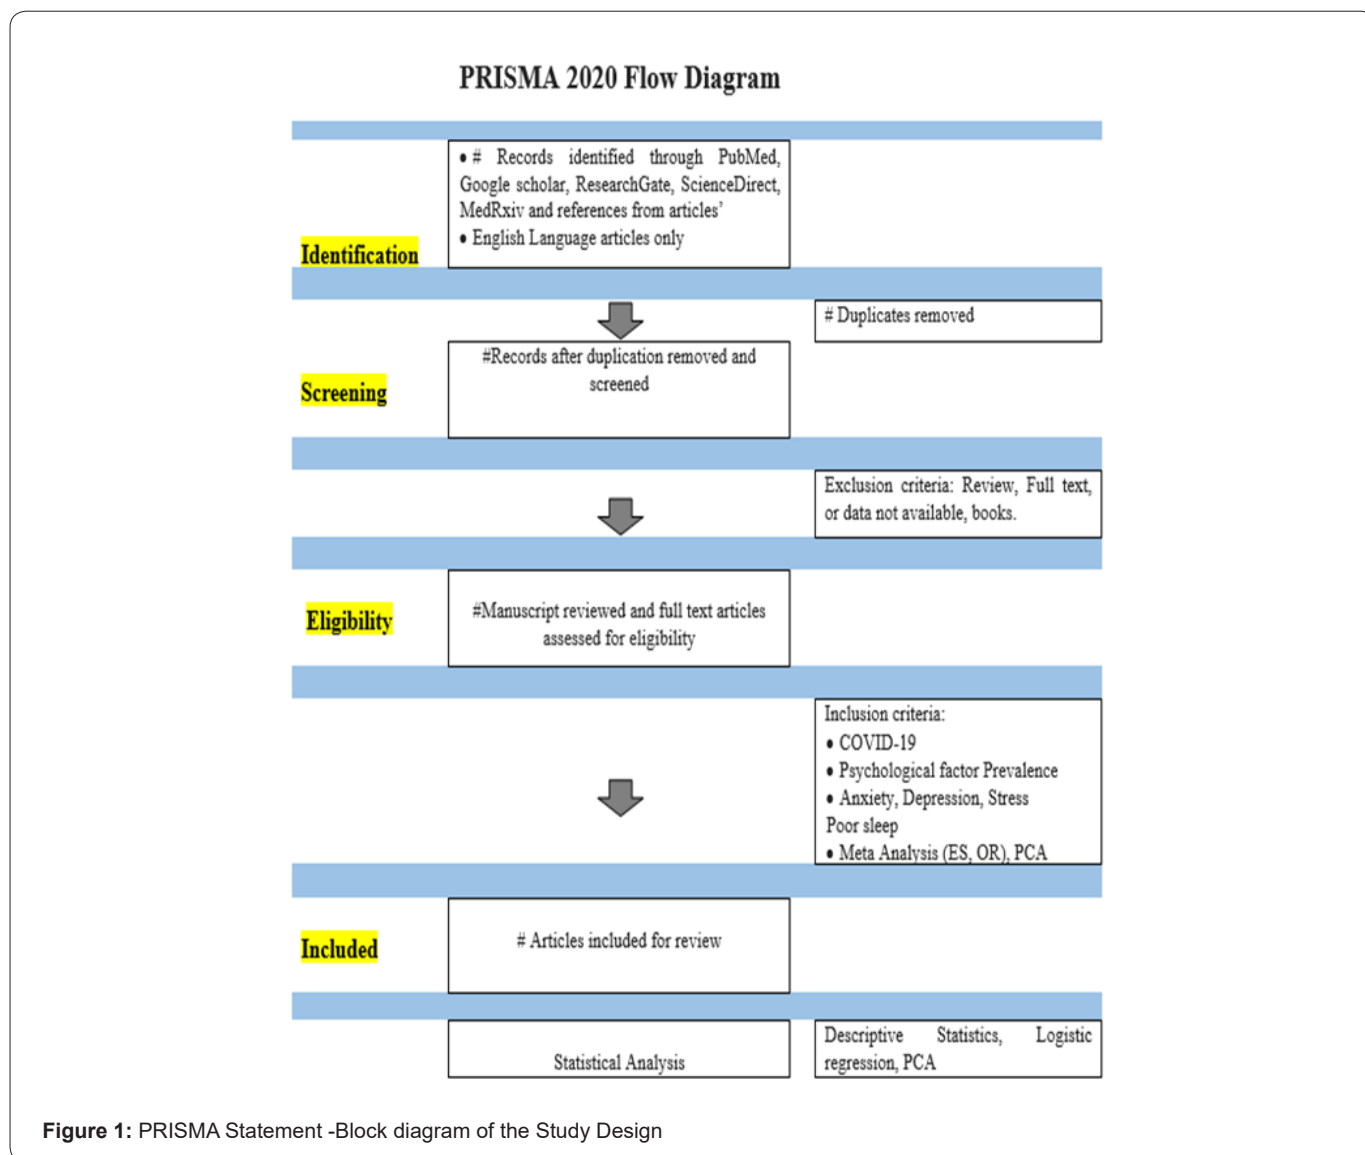 PRISMA 2020 Flow Diagram
• # Records identified through PubMed,
Google scholar, ResearchGate, ScienceDirect,
MedRxiv and references from articles’
• English Language articles only
Identification
# Duplicates removed
#Records after duplication removed and
screened
Screening
Exclusion criteria: Review, Full text,
or data not available, books.
Eligibility
#Manuscript reviewed and full text articles
assessed for eligibility
Inclusion criteria:
• COVID-19
• Psychological factor Prevalence
• Anxiety, Depression, Stress
Poor sleep
• Meta Analysis (ES, OR), PCA
Included
# Articles included for review
Statistical Analysis
Descriptive Statistics, Logistic
regression, PCA
Figure 1: PRISMA Statement -Block diagram of the Study Design